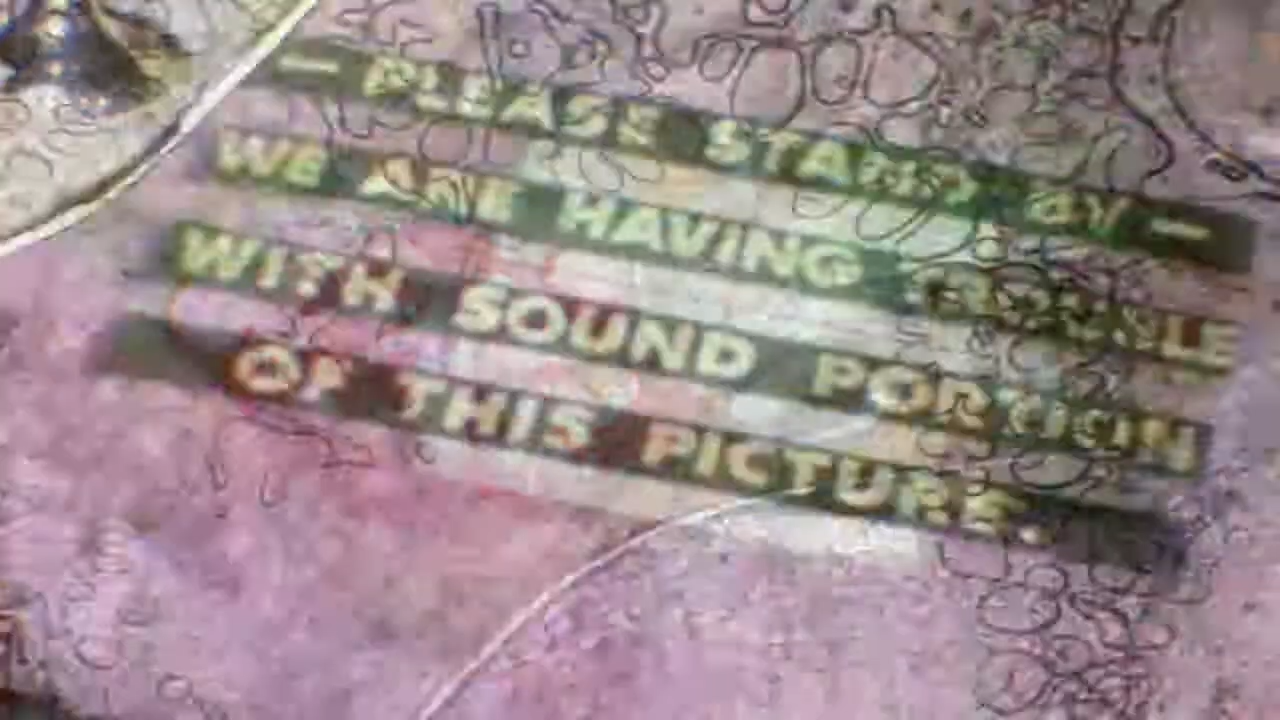 — PLEASE STAND BY —
WE ARE HAVING TROUBLE
WITH SOUND PORTION
OF THIS PICTURE.